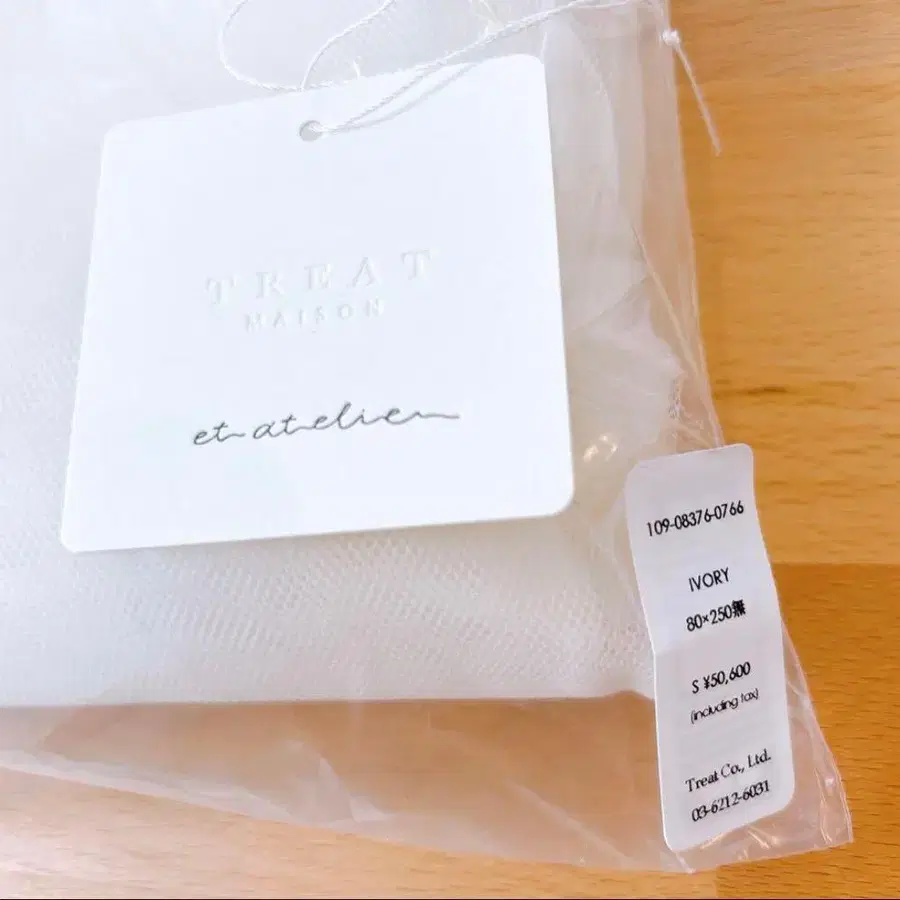 TREAT
MAISON
et atelier
109-08376-0766
IVORY
80×250無
S ¥50,600
(including tax)
Treat Co., Ltd.
03-6212-6031